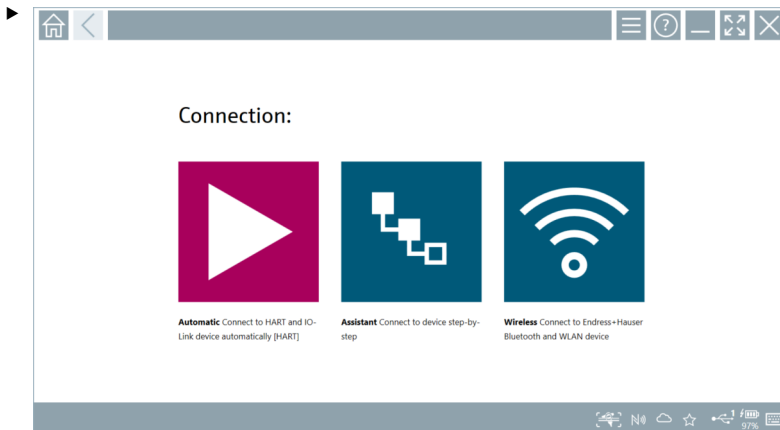 Connection:
Automatic Connect to HART and IO-
Link device automatically [HART]
Assistant Connect to device step-by-
step
Wireless Connect to Endress+Hauser
Bluetooth and WLAN device
1
97%